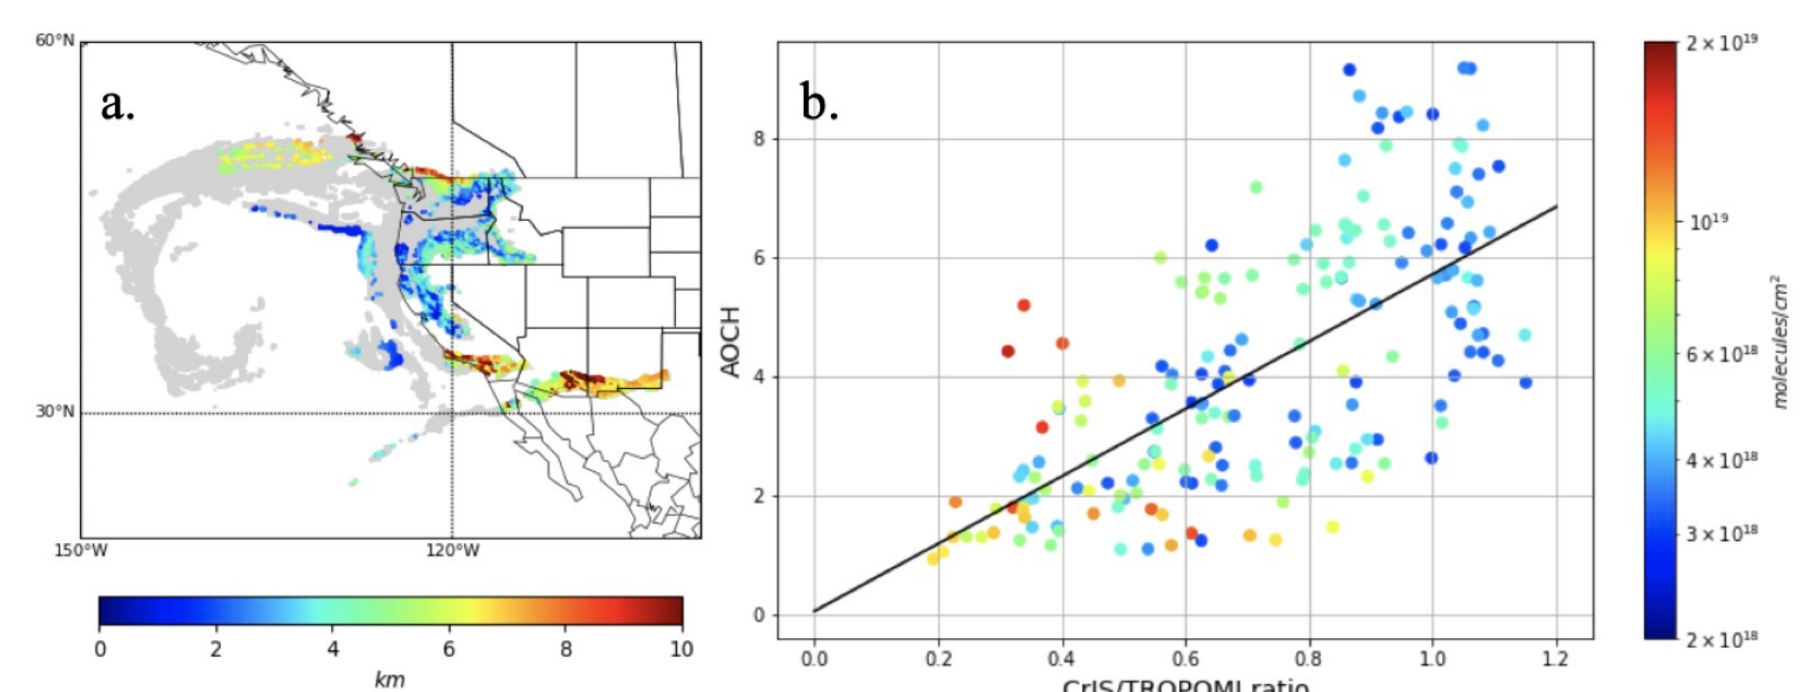 60°N
a.
30°N
150°W
120°W
0
2
4
6
8
10
km
b.
AOCH
8
6
4
2
0
0.0
0.2
0.4
0.6
0.8
1.0
1.2
CrIS/TROPOMI ratio
2 × 10¹⁹
10¹⁹
6 × 10¹⁸
4 × 10¹⁸
3 × 10¹⁸
2 × 10¹⁸
molecules/cm²